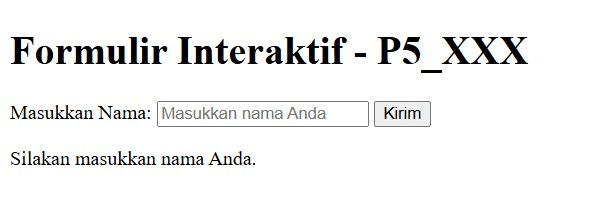 Formulir Interaktif - P5_XXX
Masukkan Nama: Masukkan nama Anda Kirim
Silakan masukkan nama Anda.